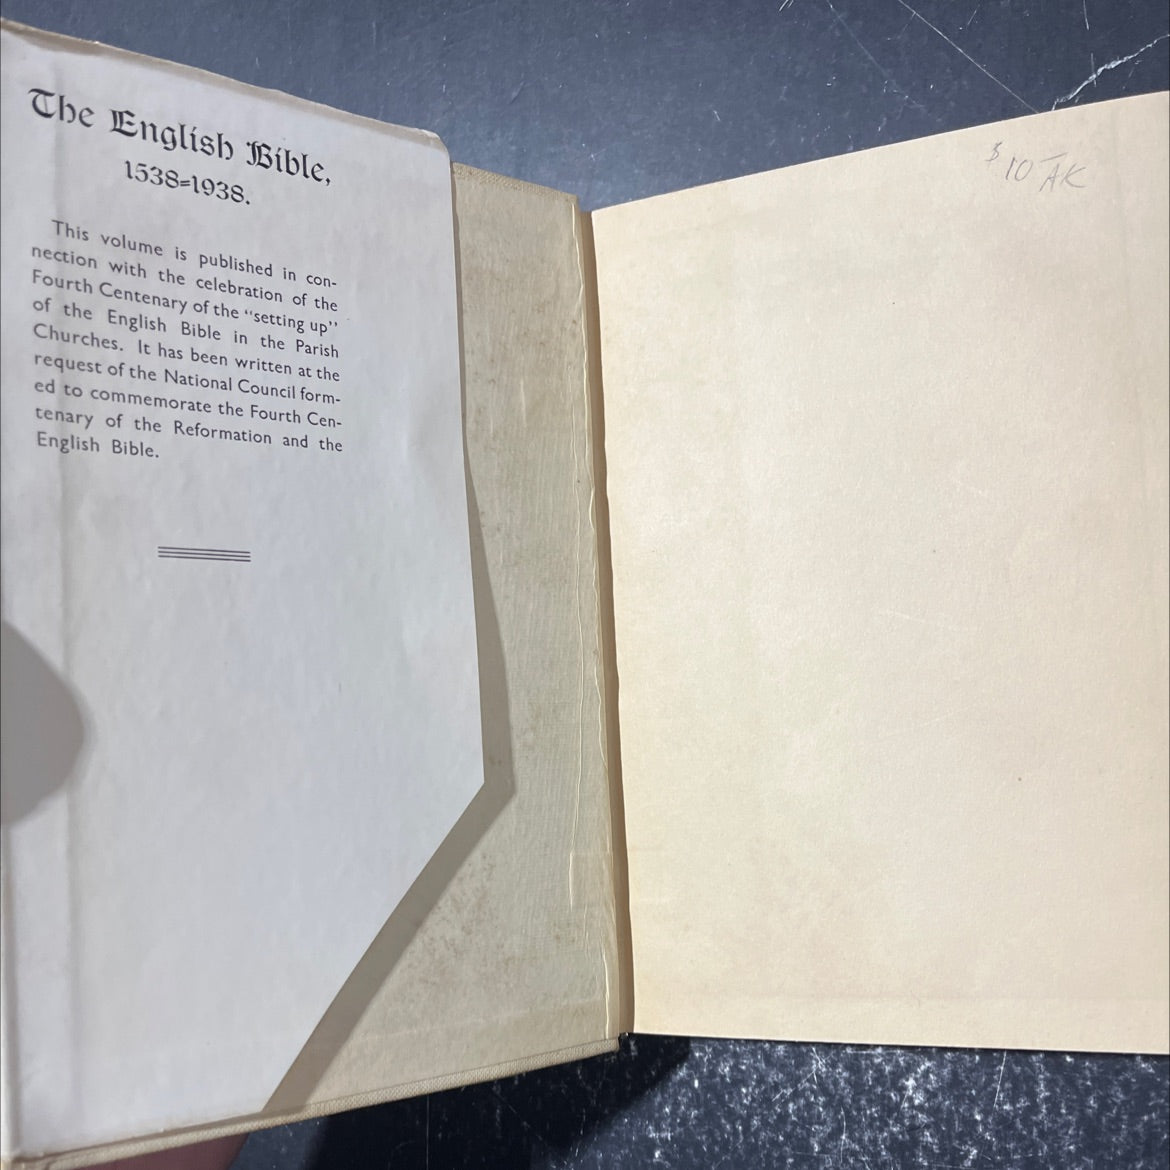 The English Bible,
1538=1938.
This volume is published in con-
nection with the celebration of the
Fourth Centenary of the "setting up"
of the English Bible in the Parish
Churches. It has been written at the
request of the National Council form-
ed to commemorate the Fourth Cen-
tenary of the Reformation and the
English Bible.
$10 AK